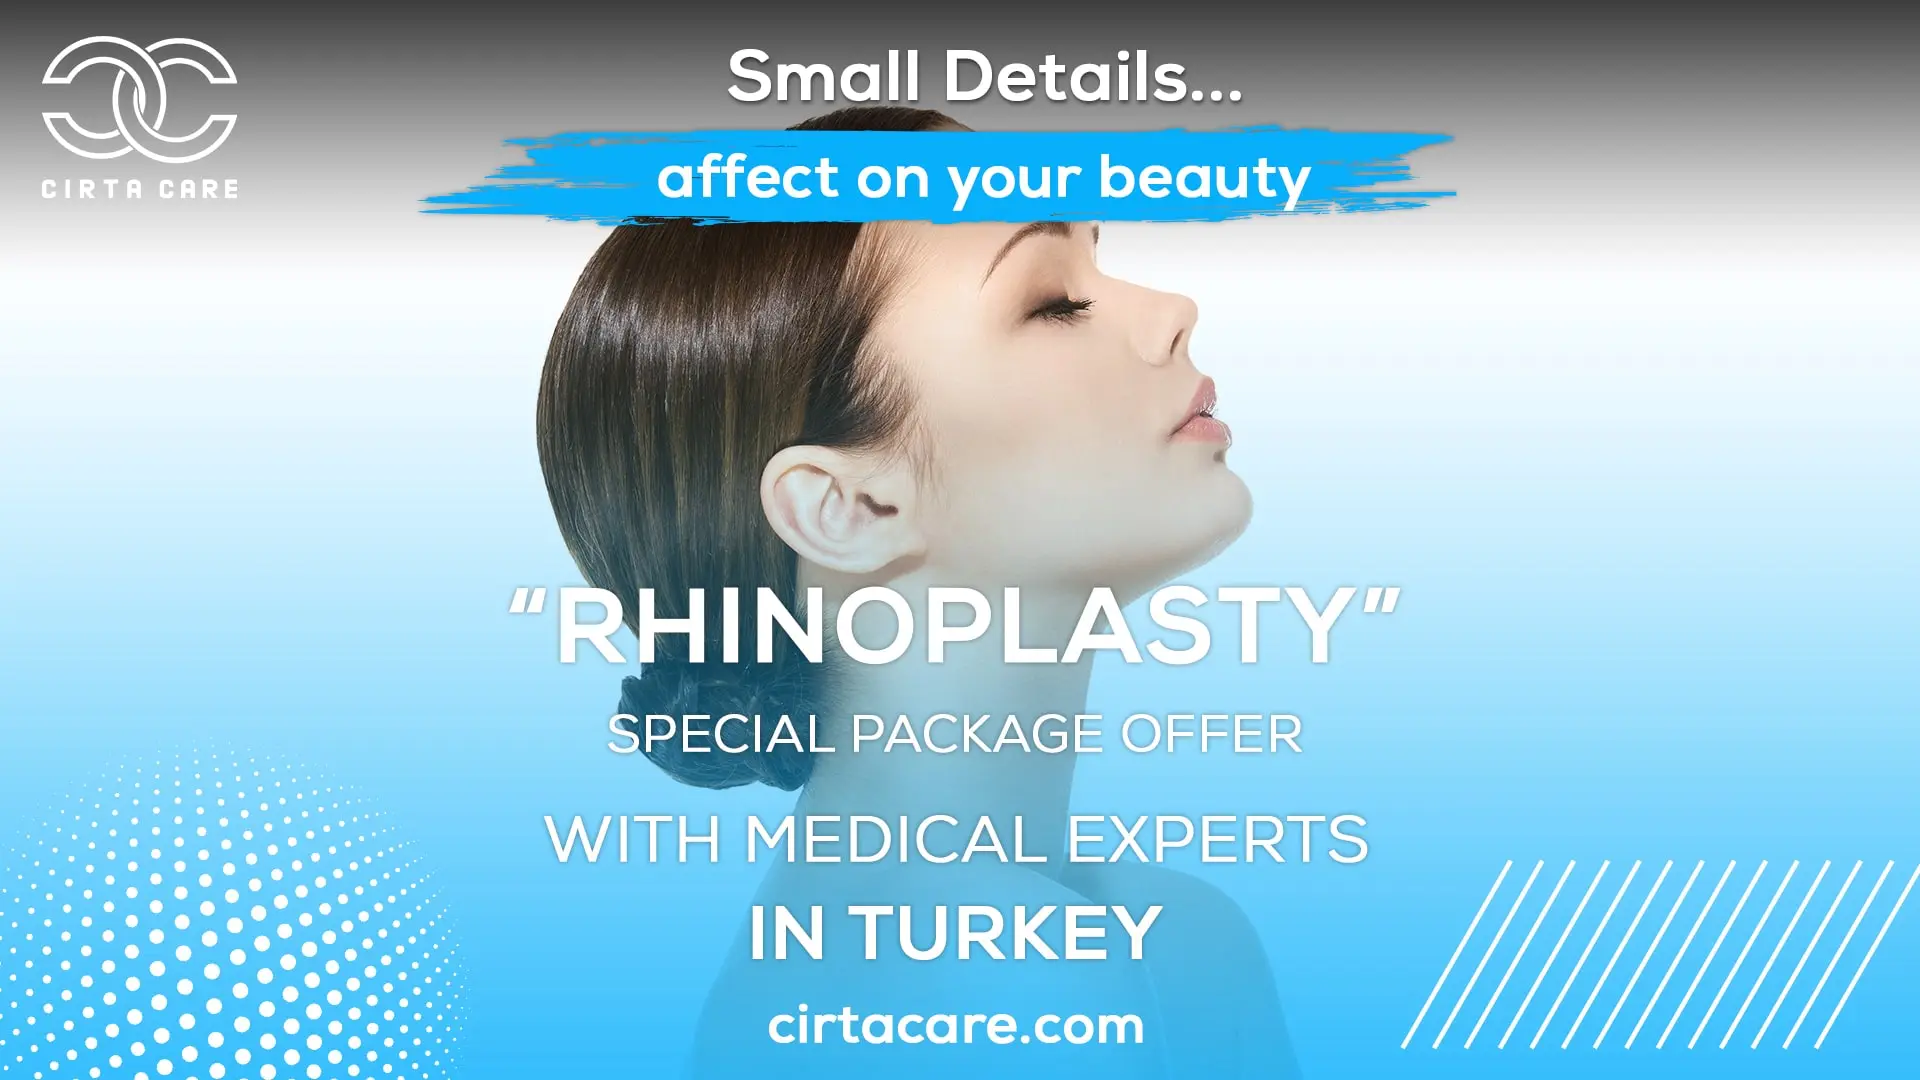 CIRTA CARE
Small Details...
affect on your beauty
“RHINOPLASTY”
SPECIAL PACKAGE OFFER
WITH MEDICAL EXPERTS
IN TURKEY
cirtacare.com